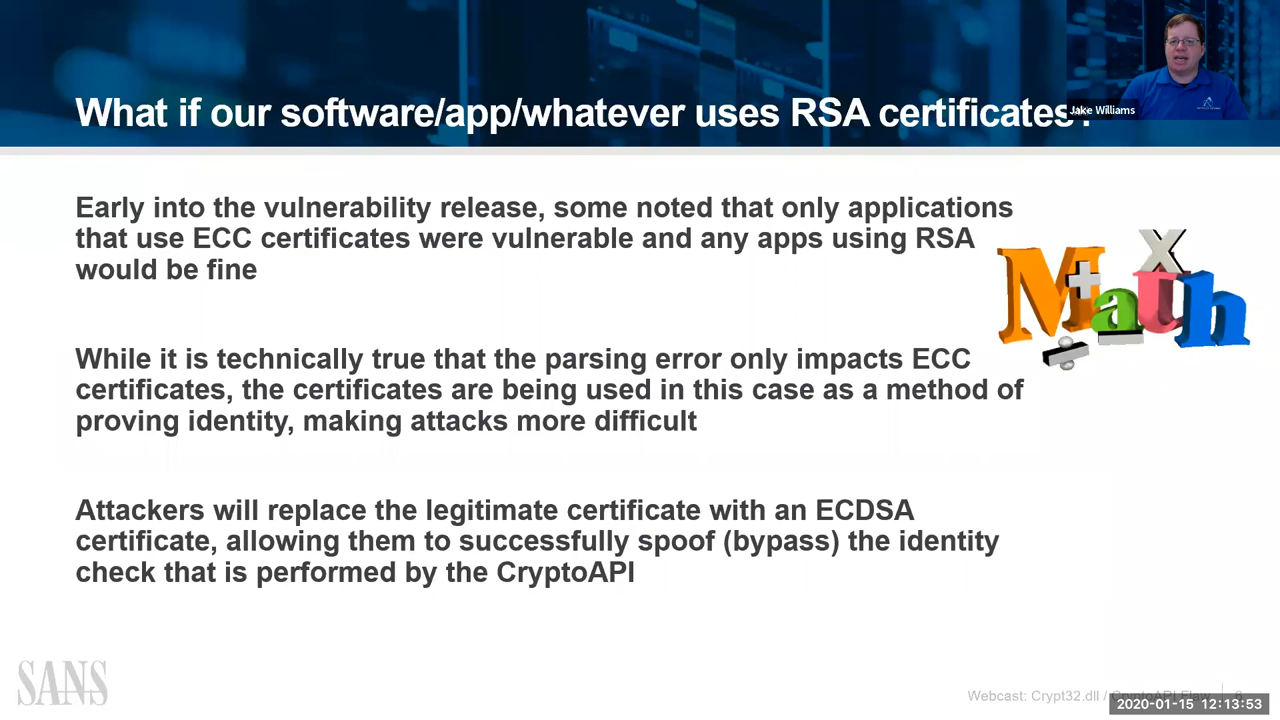 What if our software/app/whatever uses RSA certificates?
Jake Williams
Early into the vulnerability release, some noted that only applications
that use ECC certificates were vulnerable and any apps using RSA
would be fine
Math
While it is technically true that the parsing error only impacts ECC
certificates, the certificates are being used in this case as a method of
proving identity, making attacks more difficult
Attackers will replace the legitimate certificate with an ECDSA
certificate, allowing them to successfully spoof (bypass) the identity
check that is performed by the CryptoAPI
SANS
Webcast: Crypt32.dll / CryptoAPI Flaw | 6
2020-01-15 12:13:53